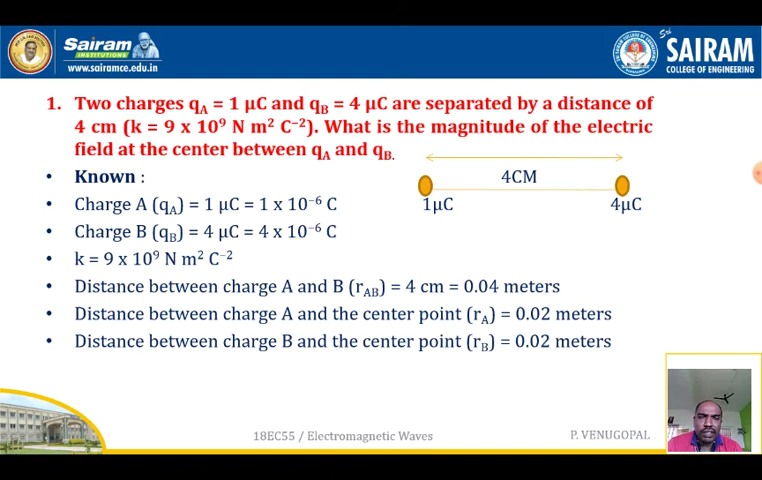 Sairam
INSTITUTIONS
www.sairamce.edu.in
Sri
SAIRAM
COLLEGE OF ENGINEERING
1. Two charges qA = 1 μC and qB = 4 μC are separated by a distance of
4 cm (k = 9 x 10⁹ N m² C⁻²). What is the magnitude of the electric
field at the center between qA and qB.
• Known :
4CM
• Charge A (qA) = 1 μC = 1 x 10⁻⁶ C
1μC
4μC
• Charge B (qB) = 4 μC = 4 x 10⁻⁶ C
• k = 9 x 10⁹ N m² C⁻²
• Distance between charge A and B (rAB) = 4 cm = 0.04 meters
• Distance between charge A and the center point (rA) = 0.02 meters
• Distance between charge B and the center point (rB) = 0.02 meters
18EC55 / Electromagnetic Waves
P. VENUGOPAL